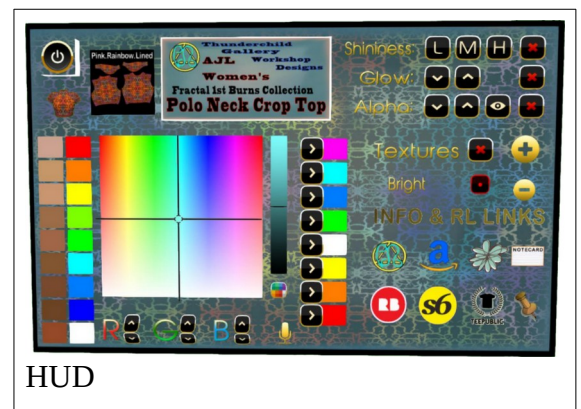 Pink.Rainbow.Lined
Thunderchild
Gallery
AJL Workshop
Designs
Women's
Fractal 1st Burns Collection
Polo Neck Crop Top
Shininess: L M H
Glow:
Alpha:
Textures
Bright
INFO & RL LINKS
a
NOTECARD
RB
s6
TEEPUBLIC
R G B
HUD